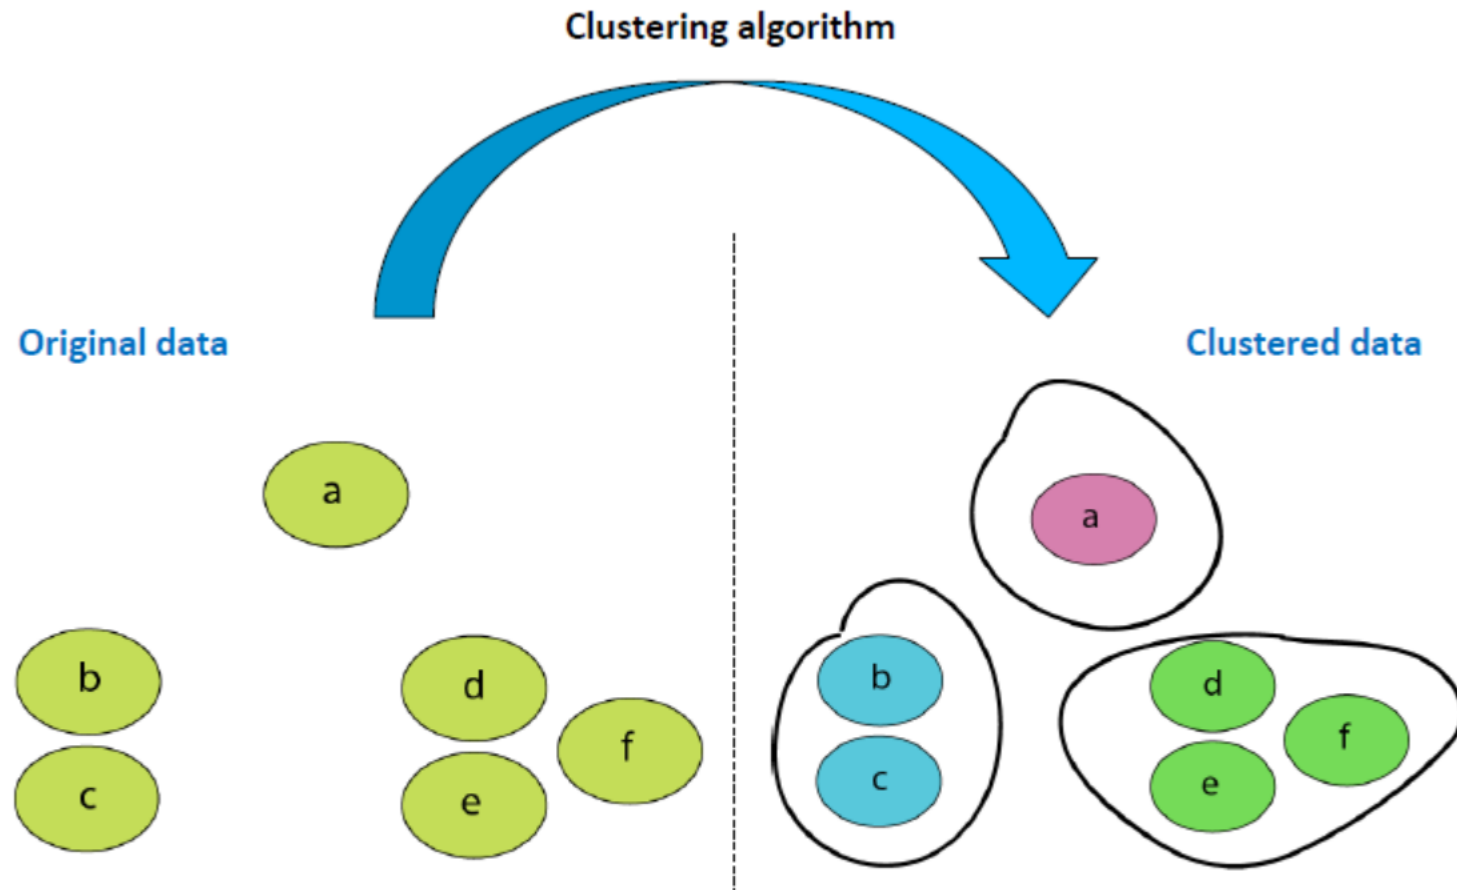 Clustering algorithm
Original data
Clustered data
a
b
c
d
e
f
a
b
c
d
e
f